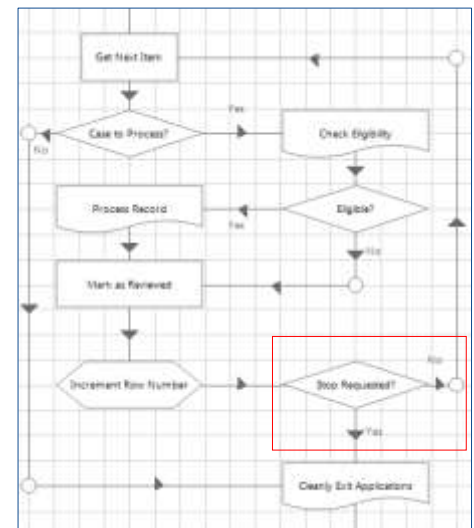 Get Next Item
Yes
Case to Process?
Check Eligibility
No
Process Record
Eligible?
Yes
No
Mark as Reviewed
No
Increment Row Number
Stop Requested?
Yes
Cleanly Exit Applications